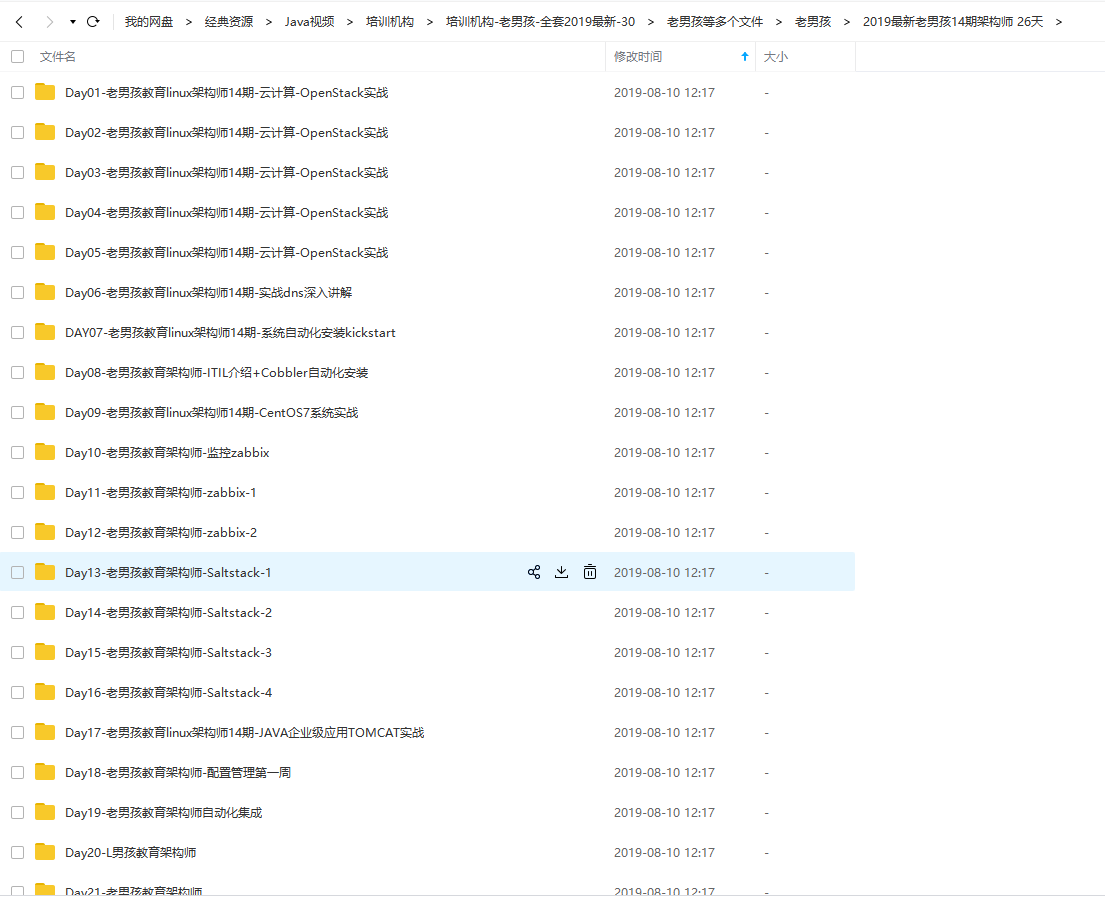 我的网盘 > 经典资源 > Java视频 > 培训机构 > 培训机构-老男孩-全套2019最新-30 > 老男孩等多个文件 > 老男孩 > 2019最新老男孩14期架构师 26天 >
文件名 修改时间 大小
Day01-老男孩教育linux架构师14期-云计算-OpenStack实战 2019-08-10 12:17 -
Day02-老男孩教育linux架构师14期-云计算-OpenStack实战 2019-08-10 12:17 -
Day03-老男孩教育linux架构师14期-云计算-OpenStack实战 2019-08-10 12:17 -
Day04-老男孩教育linux架构师14期-云计算-OpenStack实战 2019-08-10 12:17 -
Day05-老男孩教育linux架构师14期-云计算-OpenStack实战 2019-08-10 12:17 -
Day06-老男孩教育linux架构师14期-实战dns深入讲解 2019-08-10 12:17 -
DAY07-老男孩教育linux架构师14期-系统自动化安装kickstart 2019-08-10 12:17 -
Day08-老男孩教育架构师-ITIL介绍+Cobbler自动化安装 2019-08-10 12:17 -
Day09-老男孩教育linux架构师14期-CentOS7系统实战 2019-08-10 12:17 -
Day10-老男孩教育架构师-监控zabbix 2019-08-10 12:17 -
Day11-老男孩教育架构师-zabbix-1 2019-08-10 12:17 -
Day12-老男孩教育架构师-zabbix-2 2019-08-10 12:17 -
Day13-老男孩教育架构师-Saltstack-1 2019-08-10 12:17 -
Day14-老男孩教育架构师-Saltstack-2 2019-08-10 12:17 -
Day15-老男孩教育架构师-Saltstack-3 2019-08-10 12:17 -
Day16-老男孩教育架构师-Saltstack-4 2019-08-10 12:17 -
Day17-老男孩教育linux架构师14期-JAVA企业级应用TOMCAT实战 2019-08-10 12:17 -
Day18-老男孩教育架构师-配置管理第一周 2019-08-10 12:17 -
Day19-老男孩教育架构师自动化集成 2019-08-10 12:17 -
Day20-L男孩教育架构师 2019-08-10 12:17 -
Day21-老男孩教育架构师 2019-08-10 12:17 -